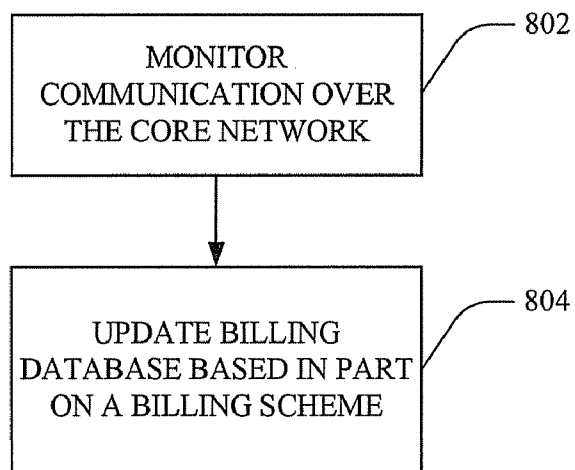 MONITOR
COMMUNICATION OVER
THE CORE NETWORK
802
UPDATE BILLING
DATABASE BASED IN PART
ON A BILLING SCHEME
804